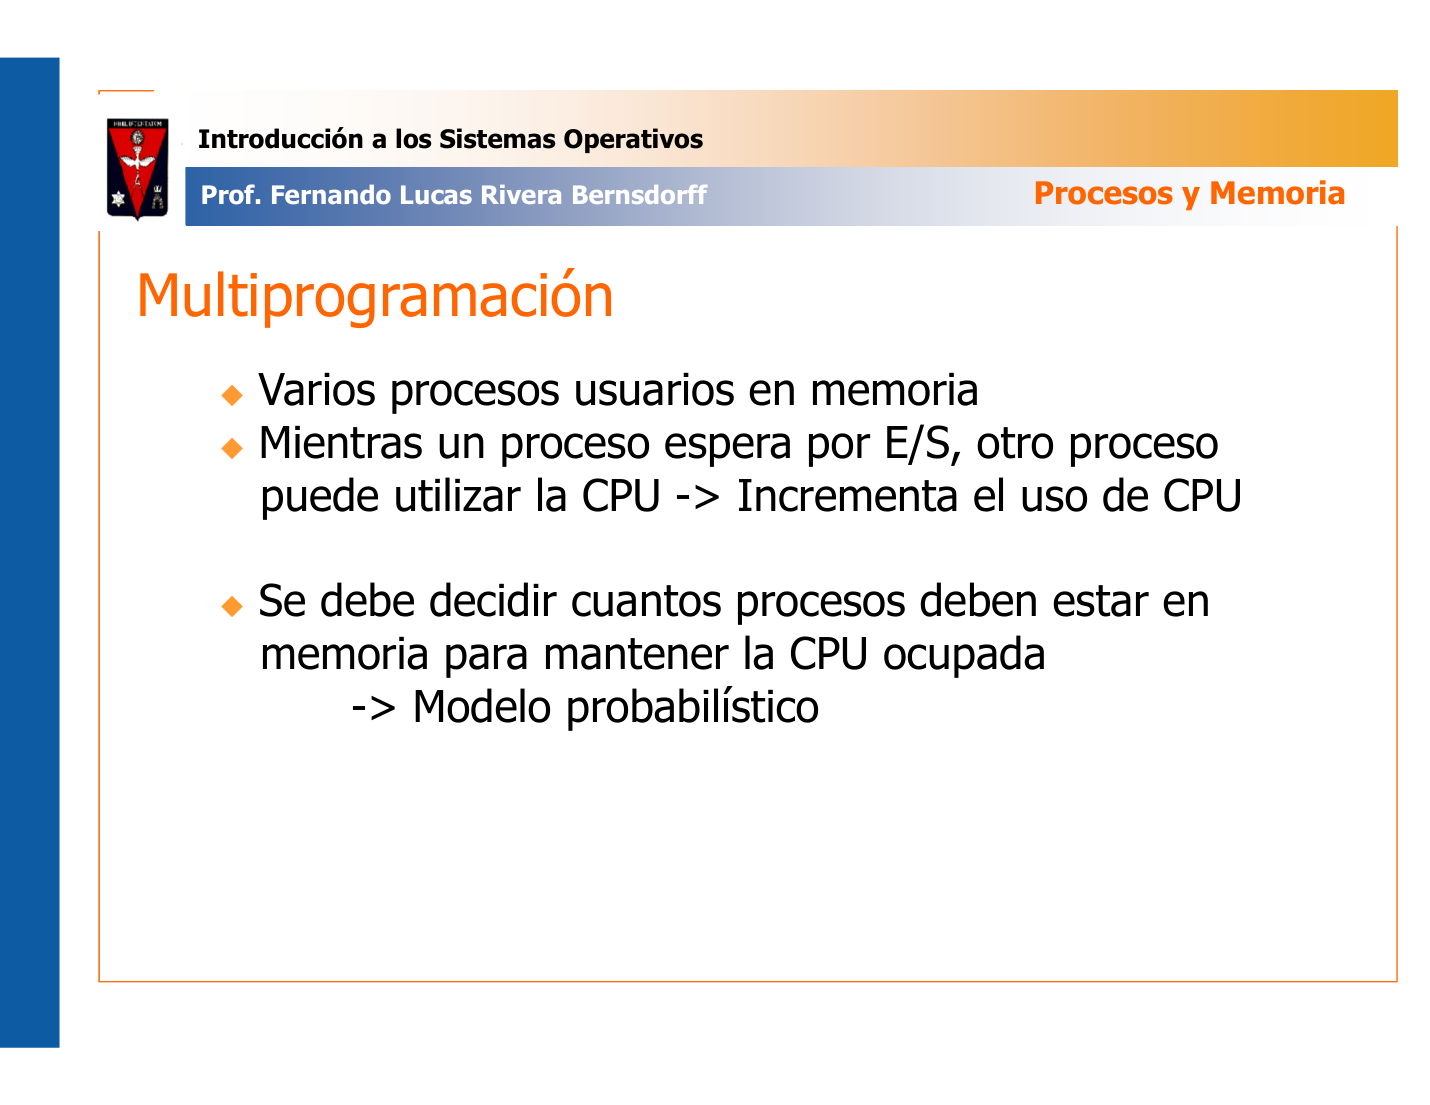 Introducción a los Sistemas Operativos
Prof. Fernando Lucas Rivera Bernsdorff
Procesos y Memoria
Multiprogramación
Varios procesos usuarios en memoria
Mientras un proceso espera por E/S, otro proceso
puede utilizar la CPU -> Incrementa el uso de CPU
Se debe decidir cuantos procesos deben estar en
memoria para mantener la CPU ocupada
-> Modelo probabilístico